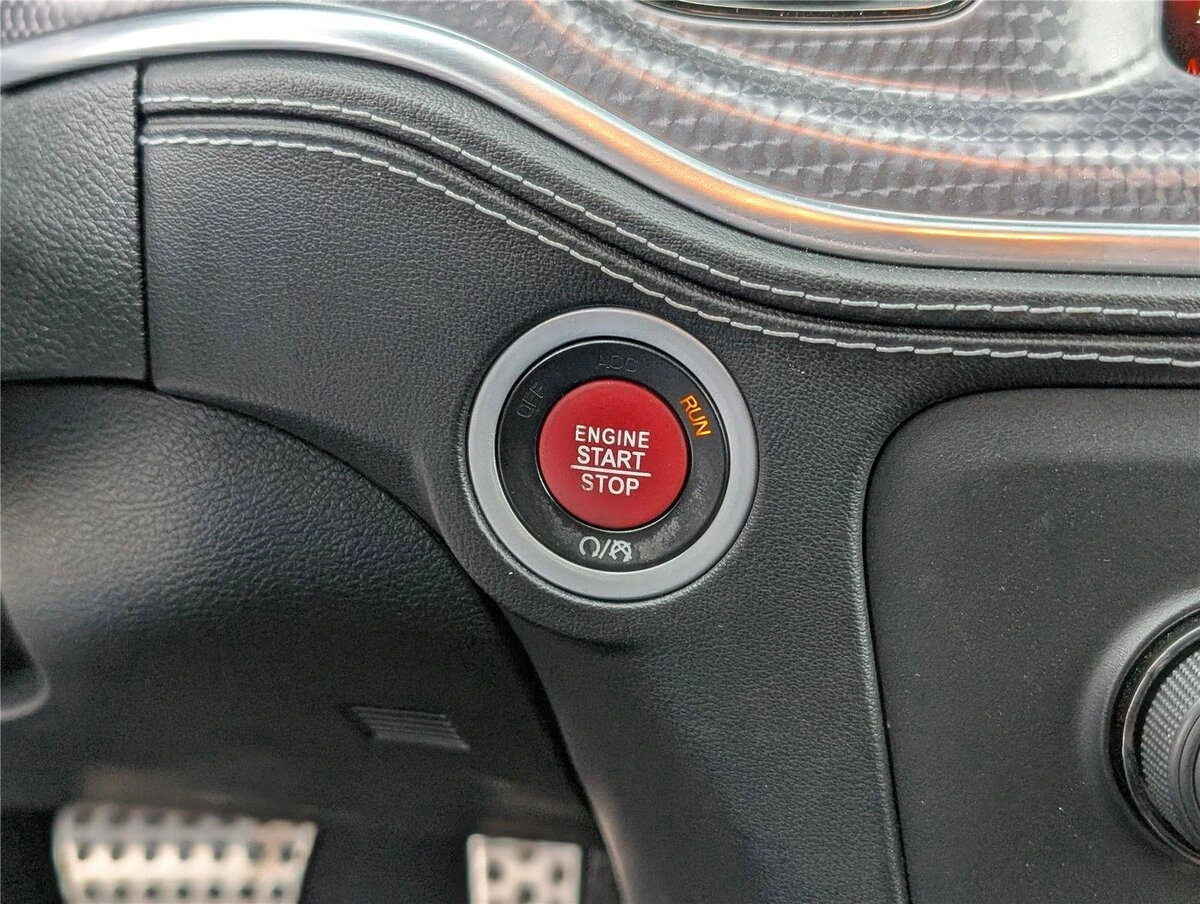 ACC
OFF
RUN
ENGINE
START
STOP